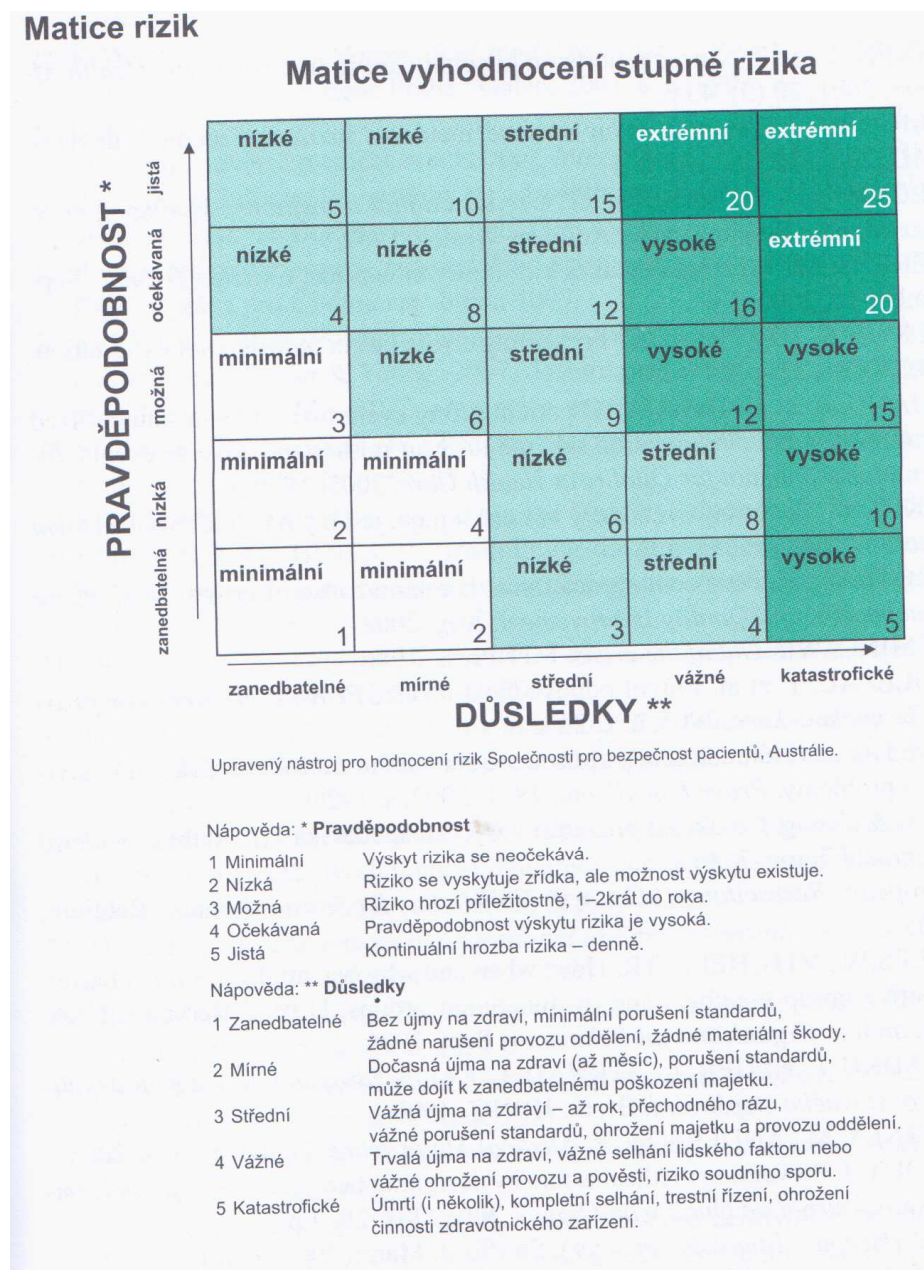 Matice rizik
Matice vyhodnocení stupně rizika
PRAVDĚPODOBNOST *
jistá
očekávaná
možná
nízká
zanedbatelná
nízké 5 nízké 10 střední 15 extrémní 20 extrémní 25
nízké 4 nízké 8 střední 12 vysoké 16 extrémní 20
minimální 3 nízké 6 střední 9 vysoké 12 vysoké 15
minimální 2 minimální 4 nízké 6 střední 8 vysoké 10
minimální 1 minimální 2 nízké 3 střední 4 vysoké 5
zanedbatelné mírné střední vážné katastrofické
DŮSLEDKY **
Upravený nástroj pro hodnocení rizik Společnosti pro bezpečnost pacientů, Austrálie.
Nápověda: * Pravděpodobnost
1 Minimální Výskyt rizika se neočekává.
2 Nízká Riziko se vyskytuje zřídka, ale možnost výskytu existuje.
3 Možná Riziko hrozí příležitostně, 1–2krát do roka.
4 Očekávaná Pravděpodobnost výskytu rizika je vysoká.
5 Jistá Kontinuální hrozba rizika – denně.
Nápověda: ** Důsledky
1 Zanedbatelné Bez újmy na zdraví, minimální porušení standardů,
žádné narušení provozu oddělení, žádné materiální škody.
2 Mírné Dočasná újma na zdraví (až měsíc), porušení standardů,
může dojít k zanedbatelnému poškození majetku.
3 Střední Vážná újma na zdraví – až rok, přechodného rázu,
vážné porušení standardů, ohrožení majetku a provozu oddělení.
4 Vážné Trvalá újma na zdraví, vážné selhání lidského faktoru nebo
vážné ohrožení provozu a pověsti, riziko soudního sporu.
5 Katastrofické Úmrtí (i několik), kompletní selhání, trestní řízení, ohrožení
činnosti zdravotnického zařízení.